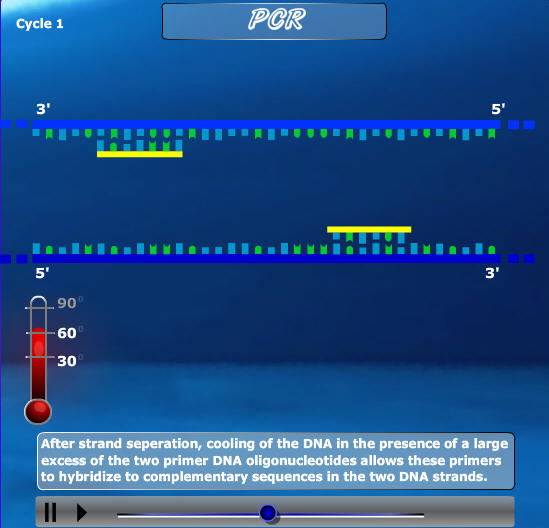 Cycle 1
PCR
3' 5'
5' 3'
90°
60°
30°
After strand seperation, cooling of the DNA in the presence of a large
excess of the two primer DNA oligonucleotides allows these primers
to hybridize to complementary sequences in the two DNA strands.